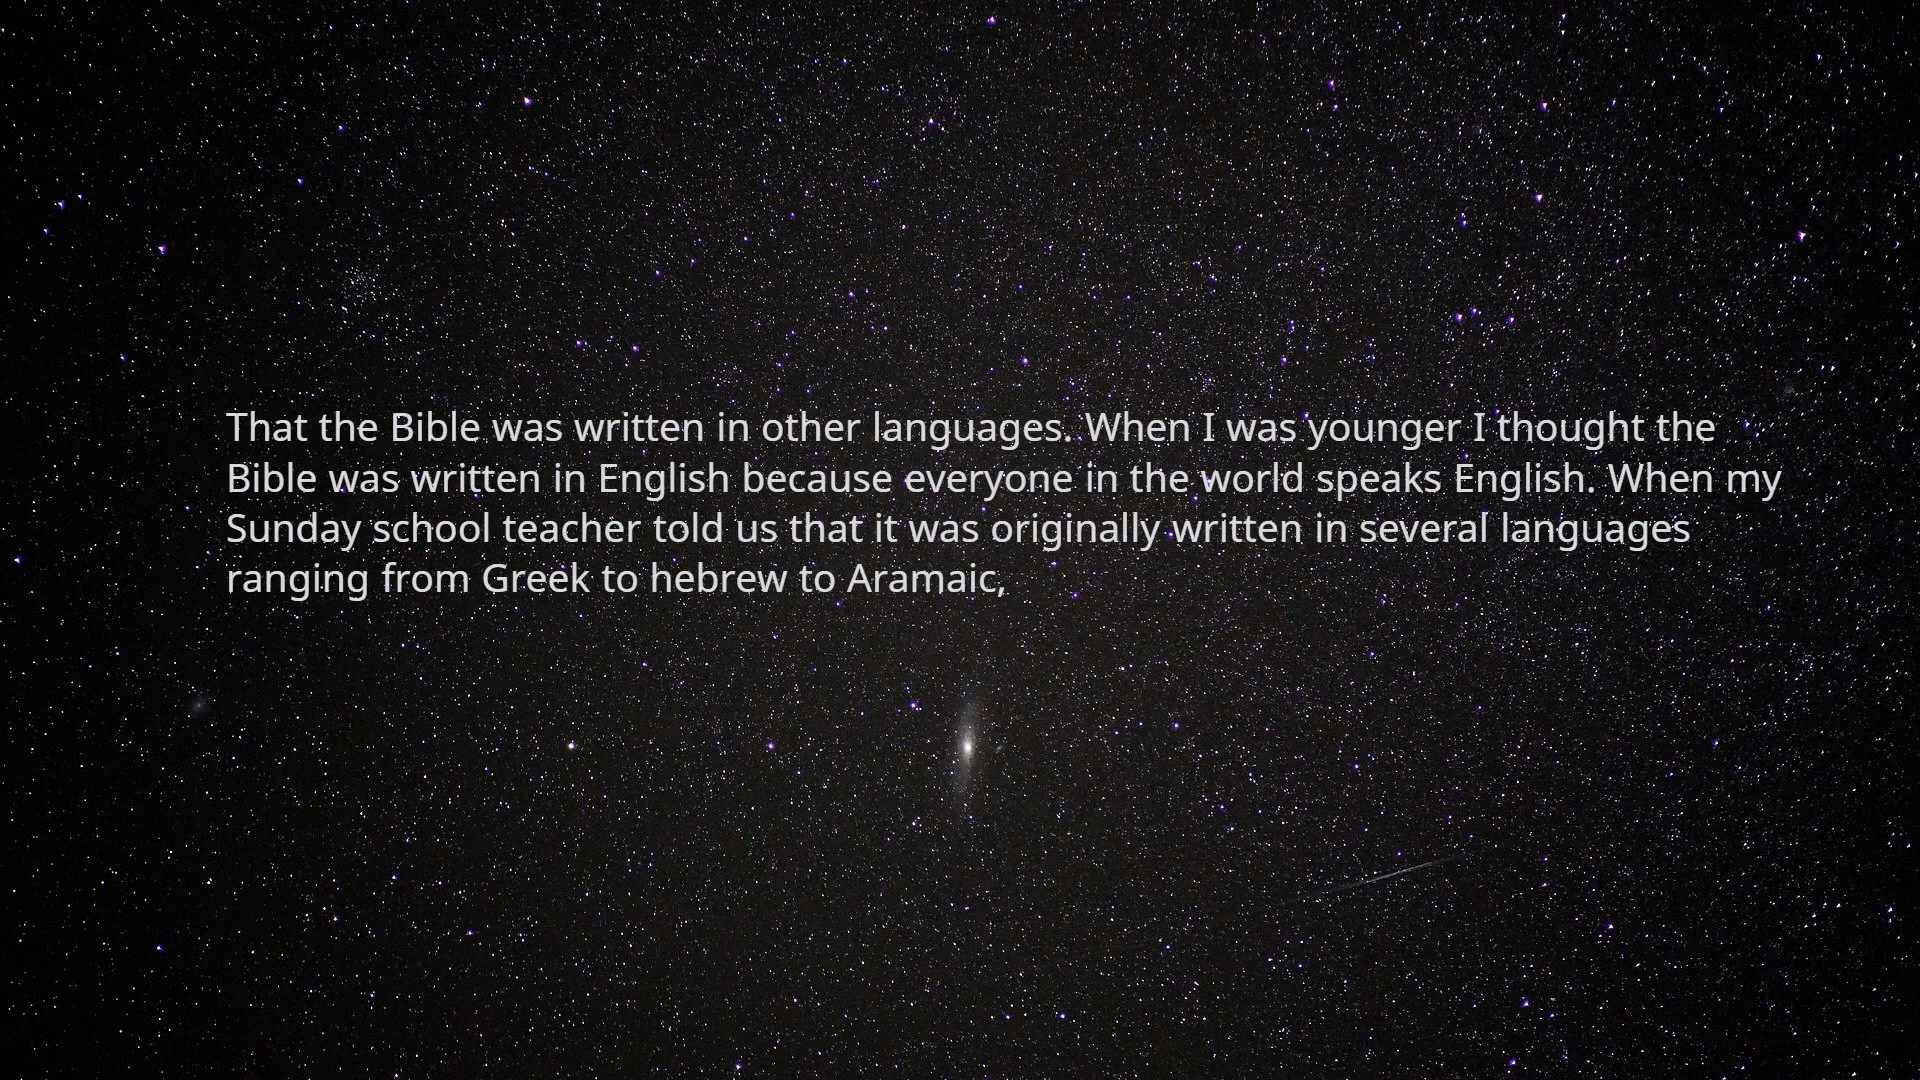 That the Bible was written in other languages. When I was younger I thought the
Bible was written in English because everyone in the world speaks English. When my
Sunday school teacher told us that it was originally written in several languages
ranging from Greek to hebrew to Aramaic,